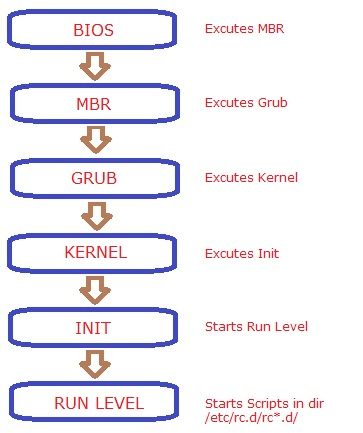 BIOS
Excutes MBR
MBR
Excutes Grub
GRUB
Excutes Kernel
KERNEL
Excutes Init
INIT
Starts Run Level
RUN LEVEL
Starts Scripts in dir
/etc/rc.d/rc*.d/